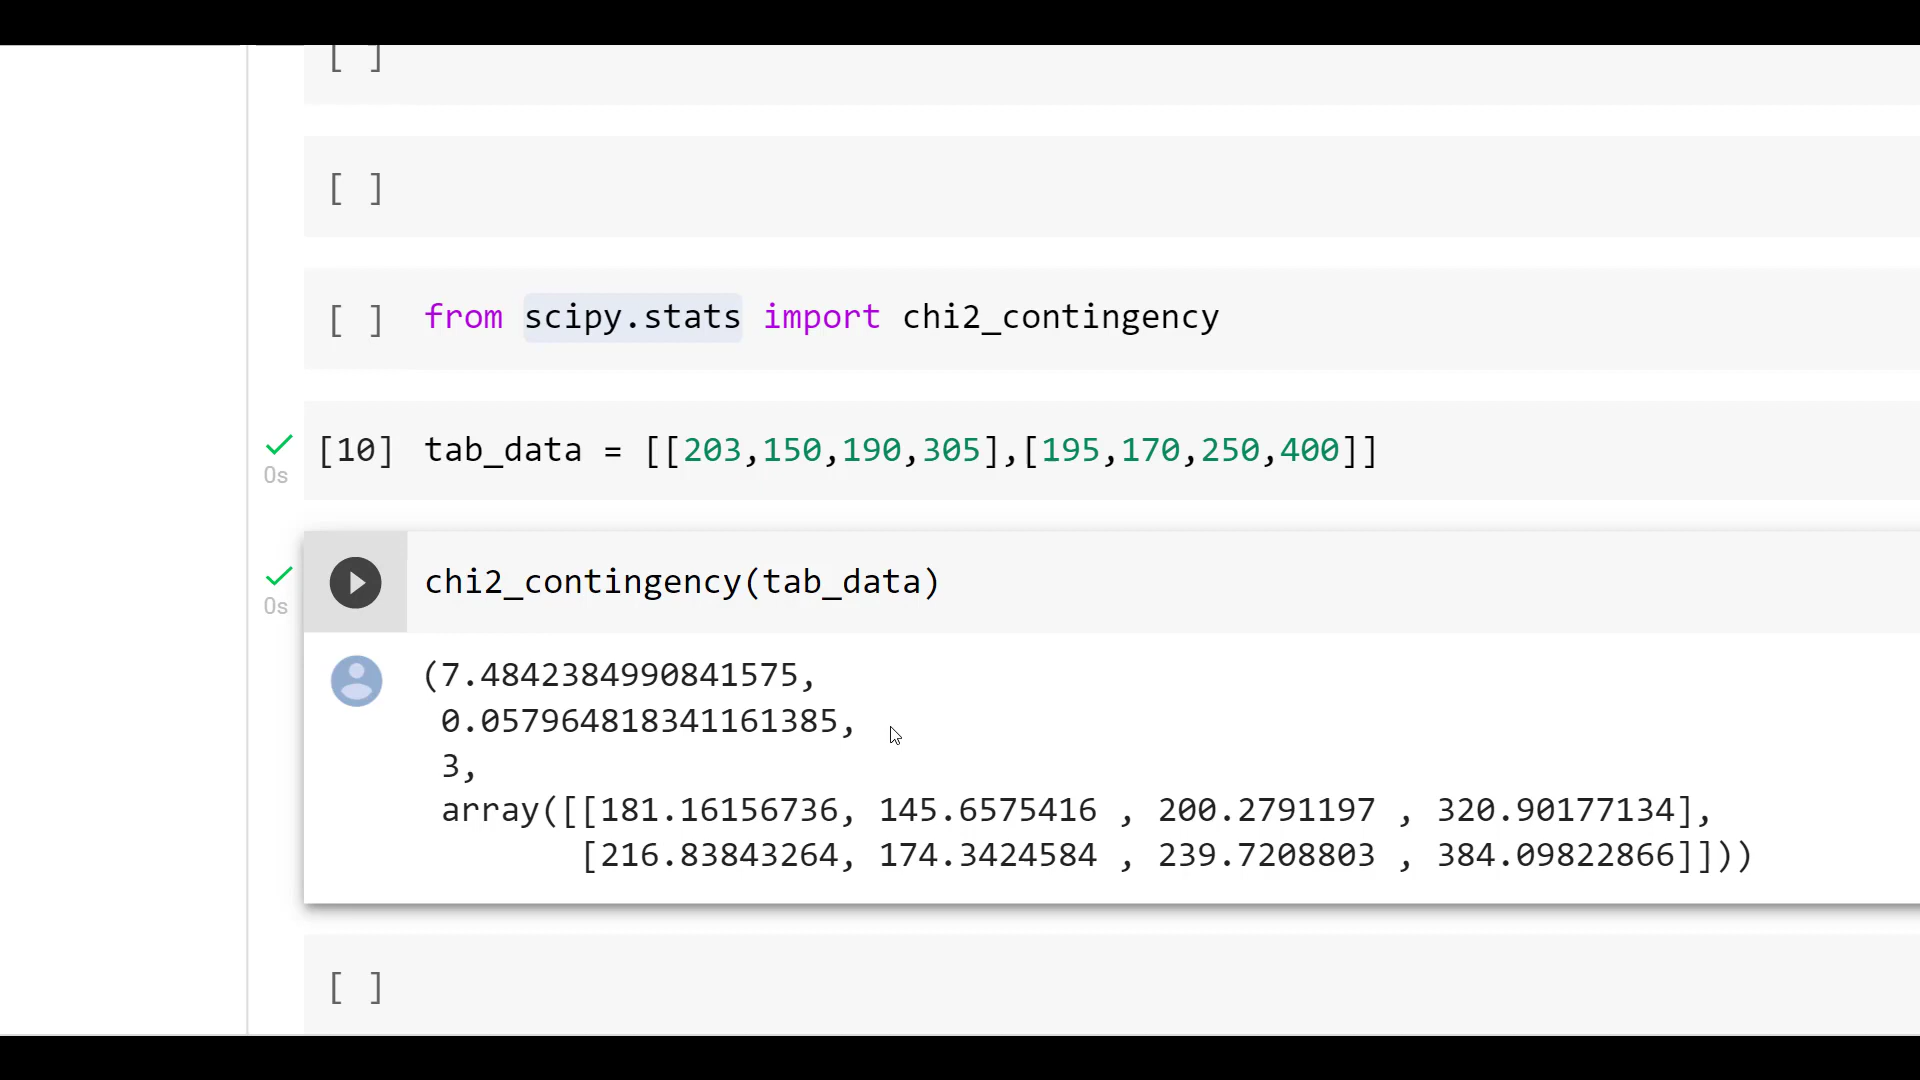 [ ]
[ ]
[ ] from scipy.stats import chi2_contingency
[10] tab_data = [[203,150,190,305],[195,170,250,400]]
0s
chi2_contingency(tab_data)
0s
(7.4842384990841575,
0.057964818341161385,
3,
array([[181.16156736, 145.6575416 , 200.2791197 , 320.90177134],
[216.83843264, 174.3424584 , 239.7208803 , 384.09822866]]))
[ ]